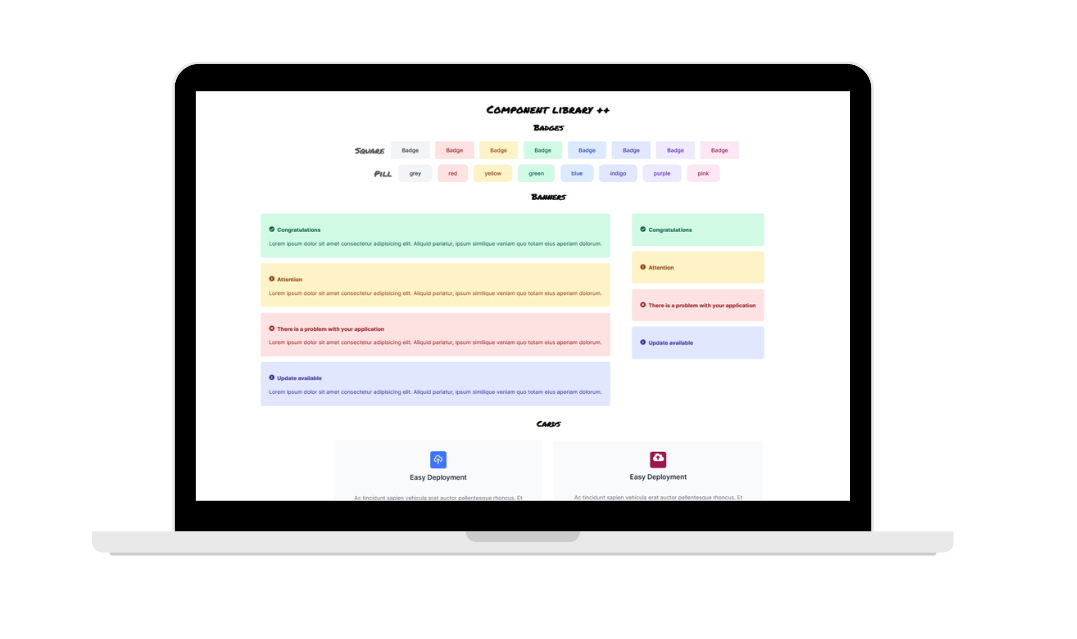 Component library ++
Badges
Square Badge Badge Badge Badge Badge Badge Badge Badge
Pill grey red yellow green blue indigo purple pink
Banners
Congratulations
Lorem ipsum dolor sit amet consectetur adipisicing elit. Aliquid pariatur, ipsum similique veniam quo totam eius aperiam dolorum.
Attention
Lorem ipsum dolor sit amet consectetur adipisicing elit. Aliquid pariatur, ipsum similique veniam quo totam eius aperiam dolorum.
There is a problem with your application
Lorem ipsum dolor sit amet consectetur adipisicing elit. Aliquid pariatur, ipsum similique veniam quo totam eius aperiam dolorum.
Update available
Lorem ipsum dolor sit amet consectetur adipisicing elit. Aliquid pariatur, ipsum similique veniam quo totam eius aperiam dolorum.
Congratulations
Attention
There is a problem with your application
Update available
Cards
Easy Deployment
Ac tincidunt sapien vehicula erat auctor pellentesque rhoncus. Et
Easy Deployment
Ac tincidunt sapien vehicula erat auctor pellentesque rhoncus. Et